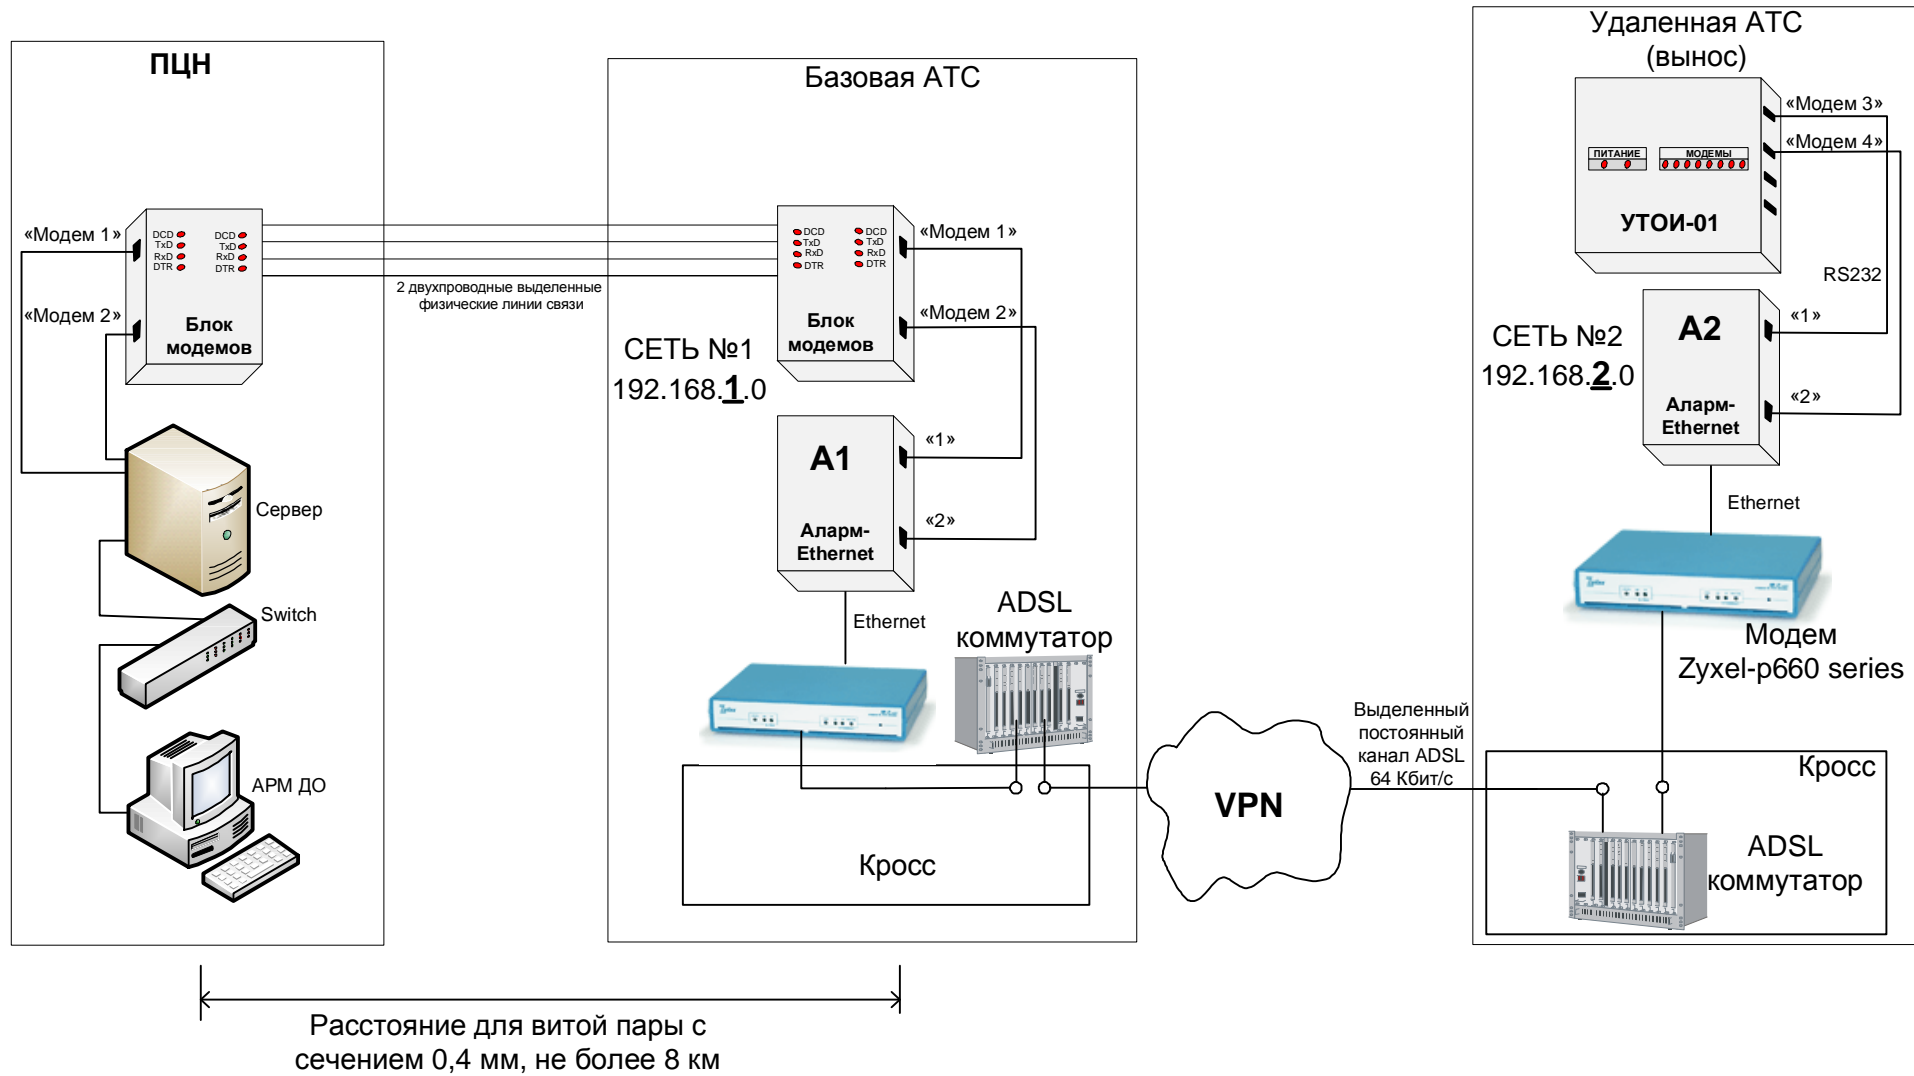 ПЦН
«Модем 1»
«Модем 2»
DCD
TxD
RxD
DTR
DCD
TxD
RxD
DTR
Блок
модемов
Сервер
Switch
АРМ ДО
2 двухпроводные выделенные
физические линии связи
Базовая АТС
DCD
TxD
RxD
DTR
DCD
TxD
RxD
DTR
Блок
модемов
«Модем 1»
«Модем 2»
СЕТЬ №1
192.168.1.0
А1
Аларм-
Ethernet
«1»
«2»
Ethernet
ADSL
коммутатор
Кросс
VPN
Выделенный
постоянный
канал ADSL
64 Кбит/с
Удаленная АТС
(вынос)
«Модем 3»
«Модем 4»
ПИТАНИЕ
МОДЕМЫ
УТОИ-01
RS232
СЕТЬ №2
192.168.2.0
А2
Аларм-
Ethernet
«1»
«2»
Ethernet
Модем
Zyxel-p660 series
Кросс
ADSL
коммутатор
Расстояние для витой пары с
сечением 0,4 мм, не более 8 км